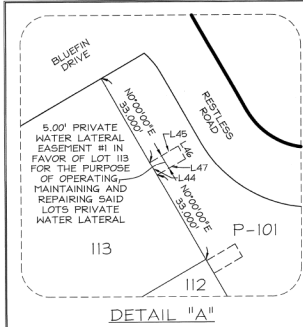 BLUEFIN
DRIVE
RESTLESS
ROAD
N0°00'00"E
33.000'
L45
L46
L47
L44
5.00' PRIVATE
WATER LATERAL
EASEMENT #1 IN
FAVOR OF LOT 113
FOR THE PURPOSE
OF OPERATING,
MAINTAINING AND
REPAIRING SAID
LOTS PRIVATE
WATER LATERAL
N0°00'00"E
33.000'
P-101
113
112
DETAIL "A"